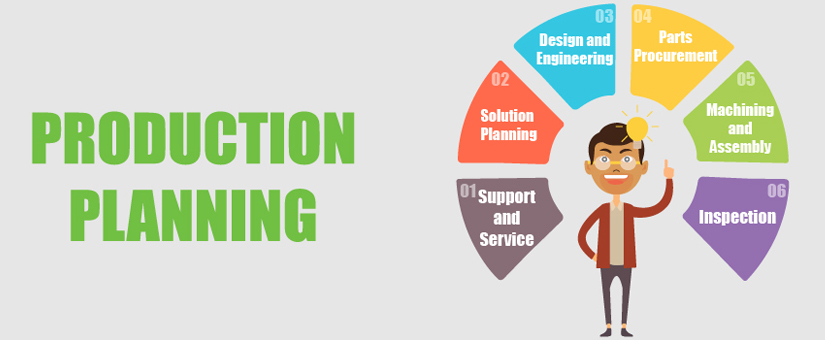 PRODUCTION
PLANNING
01
Support
and
Service
02
Solution
Planning
03
Design and
Engineering
04
Parts
Procurement
05
Machining
and
Assembly
06
Inspection